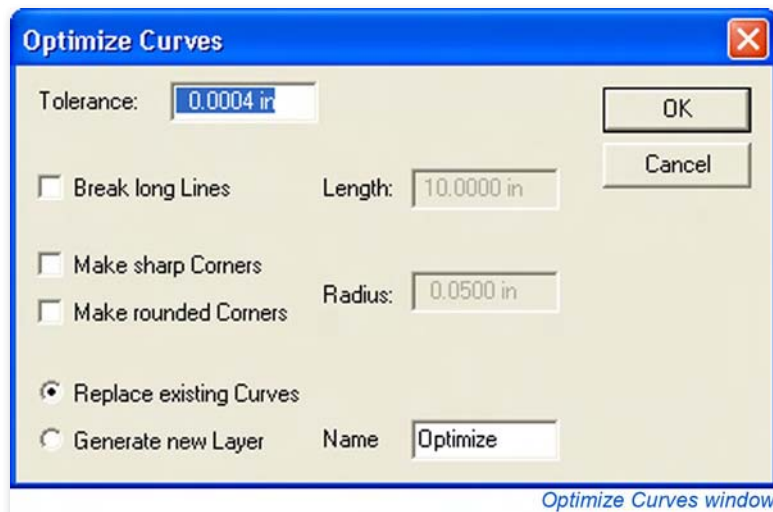 Optimize Curves
Tolerance: 0.0004 in
OK
Cancel
Break long Lines Length: 10.0000 in
Make sharp Corners
Radius: 0.0500 in
Make rounded Corners
Replace existing Curves
Generate new Layer Name Optimize
Optimize Curves window